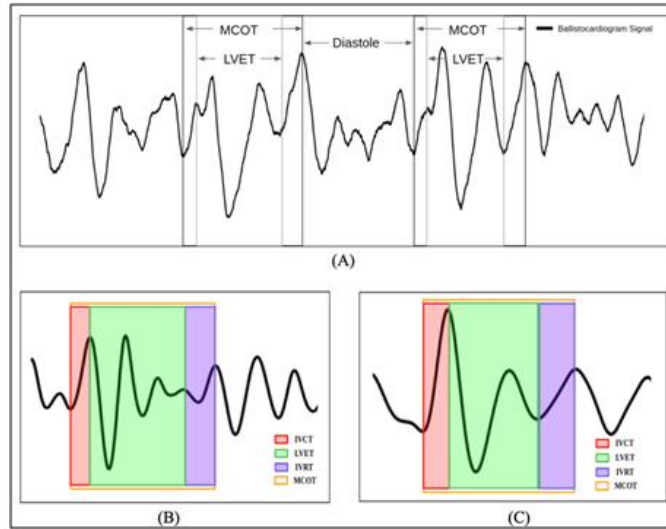 MCOT
MCOT
Ballistocardiogram Signal
Diastole
LVET
LVET
(A)
IVCT
LVET
IVRT
MCOT
(B)
IVCT
LVET
IVRT
MCOT
(C)